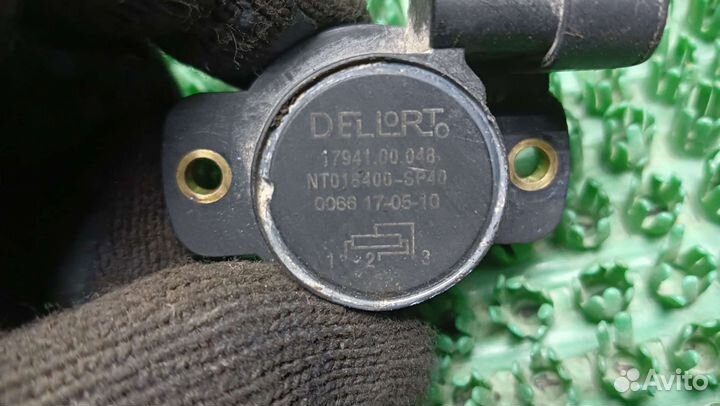 DELLORTO
17941.00.048
NT015400-SP40
0066 17-05-10
1 2 3
Avito